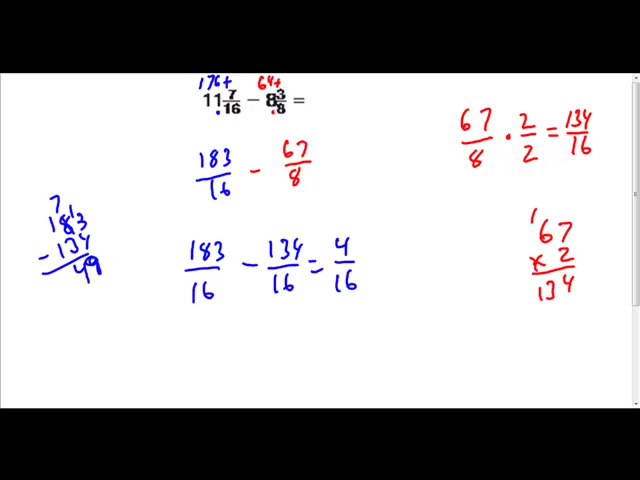 176+ 64+
11 7/16 − 8 3/8 =
183/16 − 67/8
67/8 · 2/2 = 134/16
7 1
183
− 134
49
183/16 − 134/16 = 4/16
1
67
× 2
134